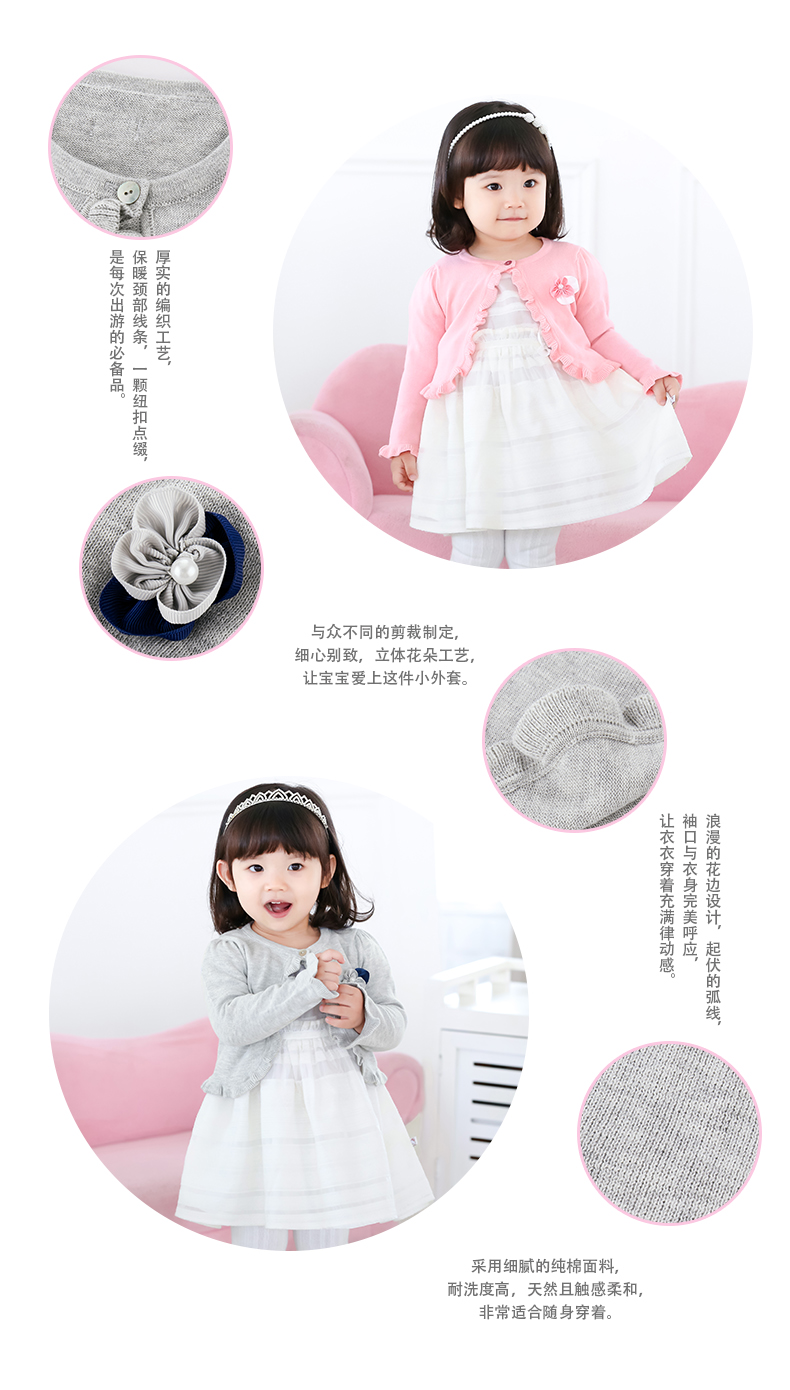 厚实的编织工艺，
保暖颈部线条，一颗纽扣点缀，
是每次出游的必备品。
与众不同的剪裁制定，
细心别致，立体花朵工艺，
让宝宝爱上这件小外套。
浪漫的花边设计，起伏的弧线，
袖口与衣身完美呼应，
让衣衣穿着充满律动感。
采用细腻的纯棉面料，
耐洗度高，天然且触感柔和，
非常适合随身穿着。